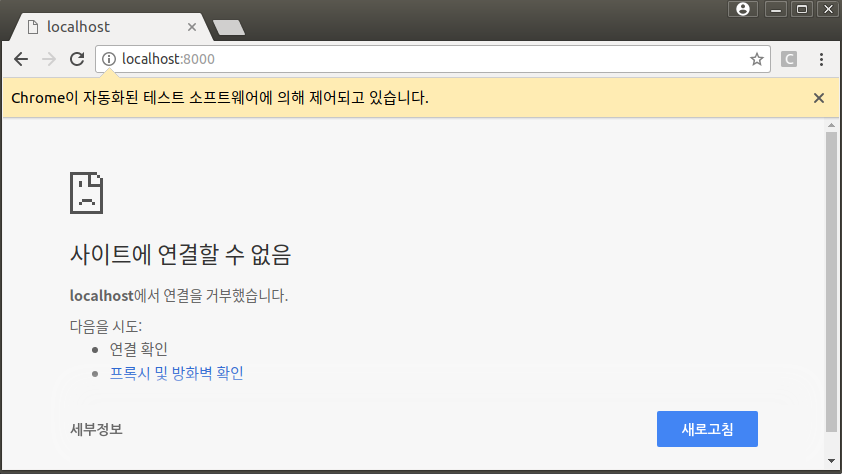 localhost
localhost:8000
C
Chrome이 자동화된 테스트 소프트웨어에 의해 제어되고 있습니다.
사이트에 연결할 수 없음
localhost에서 연결을 거부했습니다.
다음을 시도:
연결 확인
프록시 및 방화벽 확인
세부정보
새로고침